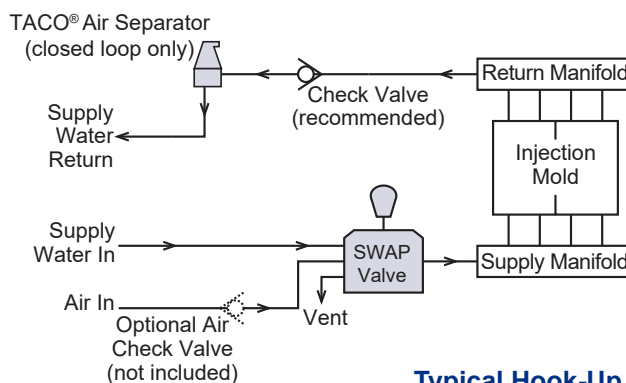 TACO® Air Separator
(closed loop only)
Return Manifold
Check Valve
(recommended)
Supply
Water
Return
Injection
Mold
Supply
Water In
SWAP
Valve
Supply Manifold
Air In
Vent
Optional Air
Check Valve
(not included)
Typical Hook-Up